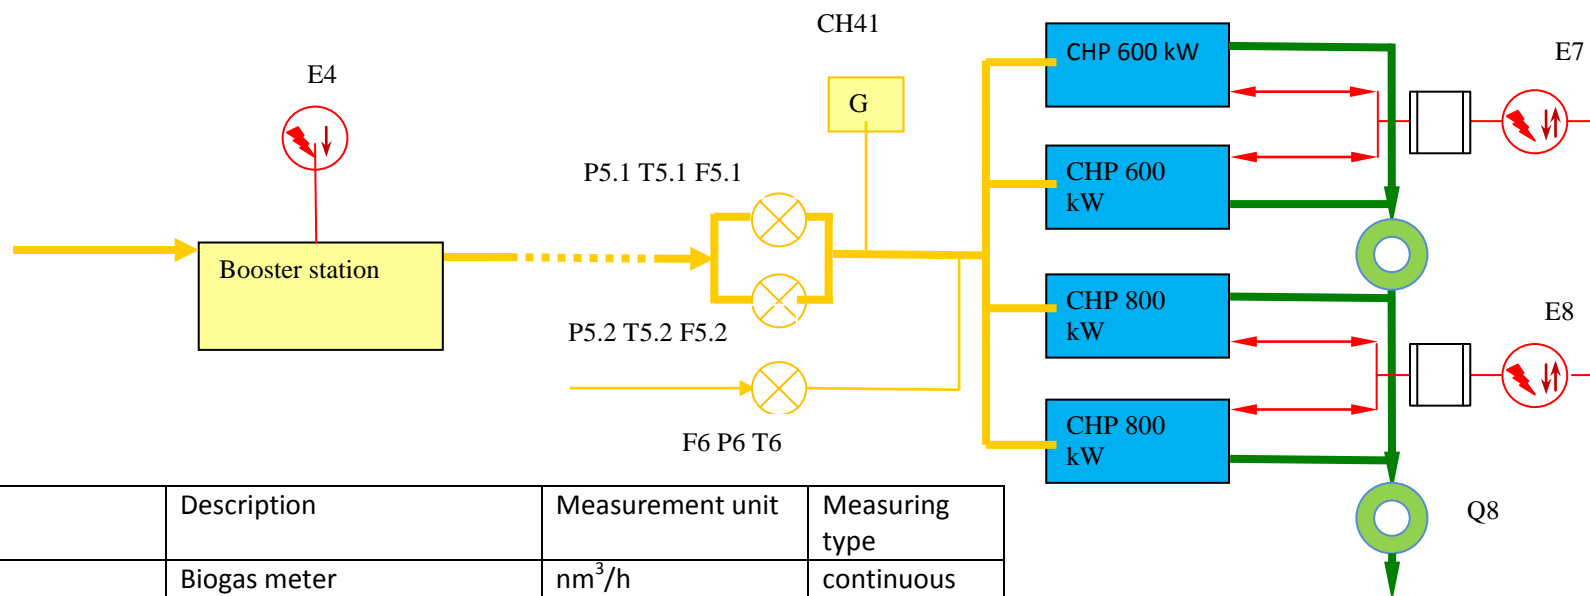 CH41
E4
G
CHP 600 kW
E7
P5.1 T5.1 F5.1
CHP 600
kW
Booster station
P5.2 T5.2 F5.2
CHP 800
kW
E8
F6 P6 T6
CHP 800
kW
Q8
Description Measurement unit Measuring
type
Biogas meter nm³/h continuous